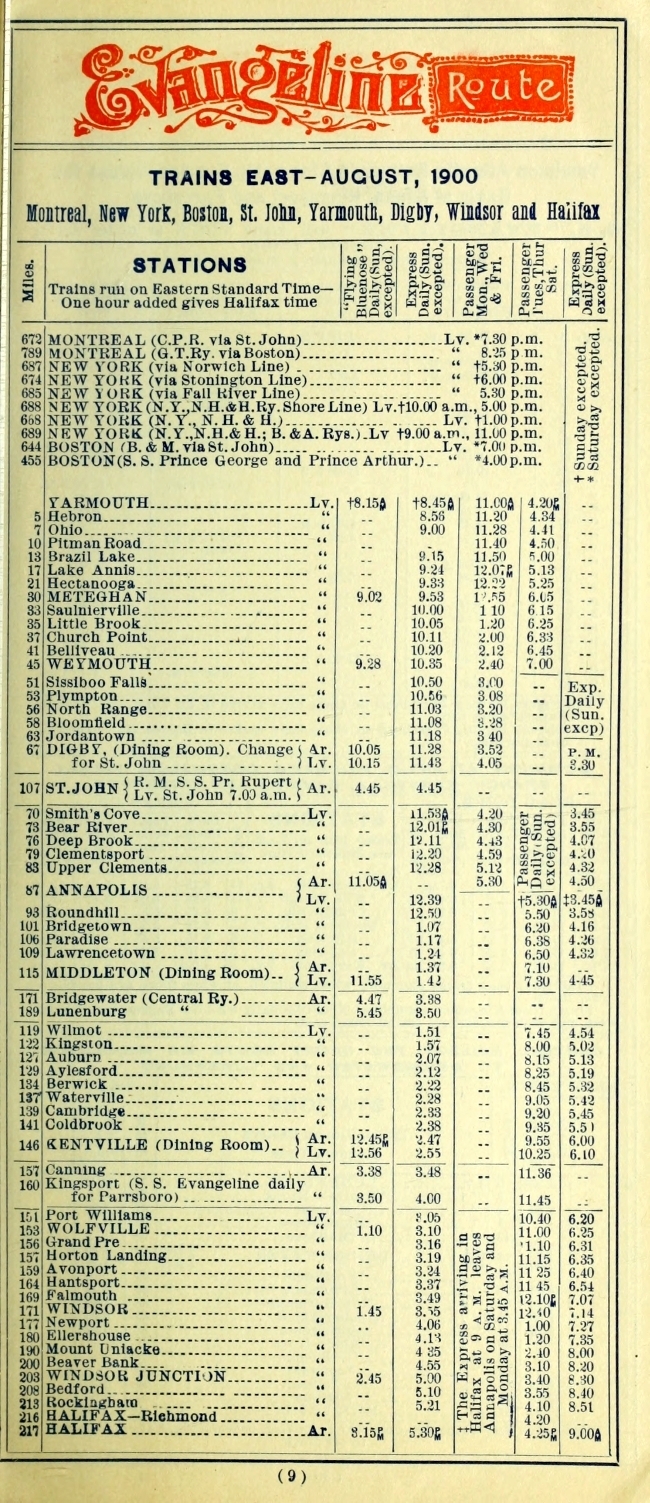 Evangeline Route
TRAINS EAST–AUGUST, 1900
Montreal, New York, Boston, St. John, Yarmouth, Digby, Windsor and Halifax
Miles.
STATIONS
Trains run on Eastern Standard Time—
One hour added gives Halifax time
"Flying Bluenose" Daily (Sun. excepted).
Express Daily (Sun. excepted).
Passenger Mon., Wed & Fri.
Passenger Tues, Thur Sat.
Express Daily (Sun. excepted).
672 MONTREAL (C.P.R. via St. John) Lv. *7.30 p.m.
789 MONTREAL (G.T.Ry. via Boston) " 8.25 p m.
687 NEW YORK (via Norwich Line) " †5.30 p.m.
674 NEW YORK (via Stonington Line) " †6.00 p.m.
685 NEW YORK (via Fall River Line) " 5.30 p.m.
688 NEW YORK (N.Y.,N.H.&H.Ry. Shore Line) Lv. †10.00 a.m., 5.00 p.m.
NEW YORK (N. Y., N. H. & H.) Lv. †1.00 p.m.
689 NEW YORK (N.Y.,N.H.& H.; B.&A. Rys.) Lv †9.00 a.m., 11.00 p.m.
644 BOSTON (B. & M. via St. John) Lv. *7.00 p.m.
455 BOSTON (S. S. Prince George and Prince Arthur.) " *4.00 p.m.
† Sunday excepted.
* Saturday excepted.
YARMOUTH Lv. †8.15 AM †8.45 AM 11.00 AM 4.20 PM --
5 Hebron " -- 8.56 11.20 4.34 --
7 Ohio " -- 9.00 11.28 4.41 --
10 Pitman Road " -- -- 11.40 4.50 --
13 Brazil Lake " -- 9.15 11.50 5.00 --
17 Lake Annis " -- 9.24 12.07 PM 5.13 --
21 Hectanooga " -- 9.33 12.22 5.25 --
30 METEGHAN " 9.02 9.53 12.55 6.05 --
33 Saulnierville " -- 10.00 1 10 6 15 --
35 Little Brook " -- 10.05 1.20 6.25 --
37 Church Point " -- 10.11 2.00 6.33 --
41 Belliveau " -- 10.20 2.12 6.45 --
45 WEYMOUTH " 9.28 10.35 2.40 7.00 --
51 Sissiboo Falls " -- 10.50 3.00 --
53 Plympton " -- 10.56 3 08 --
56 North Range " -- 11.03 3.20 --
58 Bloomfield " -- 11.08 3.28 --
63 Jordantown " -- 11.18 3 40 --
Exp. Daily (Sun. excp)
67 DIGBY, (Dining Room). Change Ar. 10.05 11.28 3.52 -- P. M.
for St. John Lv. 10.15 11.43 4.05 -- 3.30
107 ST. JOHN { R. M. S. S. Pr. Rupert Lv. St. John 7.00 a.m. } Ar. 4.45 4.45 -- -- --
70 Smith's Cove Lv. -- 11.53 AM 4.20 3.45
73 Bear River " -- 12.01 PM 4.30 3.55
76 Deep Brook " -- 12.11 4.43 4.07
79 Clementsport " -- 12.20 4.59 4.20
83 Upper Clements " -- 12.28 5.12 4.32
Passenger Daily (Sun. excepted)
87 ANNAPOLIS Ar. 11.05 AM -- 5.30 4.50
Lv. -- 12.39 -- †5.30 AM ‡3.45 AM
93 Roundhill " -- 12.50 -- 5.50 3.58
101 Bridgetown " -- 1.07 -- 6.20 4.16
106 Paradise " -- 1.17 -- 6.38 4.26
109 Lawrencetown " -- 1.24 -- 6.50 4.32
115 MIDDLETON (Dining Room) Ar. -- 1.37 -- 7.10
Lv. 11.55 1.42 -- 7.30 4-45
171 Bridgewater (Central Ry.) Ar. 4.47 3.38 -- -- --
189 Lunenburg " " 5.45 3.50 -- -- --
119 Wilmot Lv. -- 1.51 -- 7.45 4.54
122 Kingston " -- 1.57 -- 8.00 5.02
127 Auburn " -- 2.07 -- 8.15 5.13
129 Aylesford " -- 2.12 -- 8.25 5.19
134 Berwick " -- 2.22 -- 8.45 5.32
137 Waterville " -- 2.28 -- 9.05 5.42
139 Cambridge " -- 2.33 -- 9.20 5.45
141 Coldbrook " -- 2.38 -- 9.35
146 KENTVILLE (Dining Room) Ar. 12.45 PM 2.47 -- 9.55 6.00
Lv. 12.56 2.55 -- 10.25 6.10
157 Canning Ar. 3.38 3.48 -- 11.36 --
160 Kingsport (S. S. Evangeline daily
for Parrsboro) " 3.50 4.00 -- 11.45 --
151 Port Williams Lv. -- 3.05 10.40 6.20
153 WOLFVILLE " 1.10 3.10 11.00 6.25
156 Grand Pre " -- 3.16 11.10 6.31
157 Horton Landing " -- 3.19 11.15 6.35
159 Avonport " -- 3.24 11 25 6.40
164 Hantsport " -- 3.37 11 45 6.54
169 Falmouth " -- 3.49 12.10 PM 7.07
171 WINDSOR " 1.45 3.55 12.40 7.14
177 Newport " -- 4.06 1.00 7.27
180 Ellershouse " -- 4.13 1.20 7.35
190 Mount Uniacke " -- 4 35 2.40 8.00
200 Beaver Bank " -- 4.55 3.10 8.20
203 WINDSOR JUNCTION " 2.45 5.00 3.40 8.30
208 Bedford " -- 5.10 3.55 8.40
213 Rockingham " -- 5.21 4.10 8.51
216 HALIFAX—Richmond " -- 4.20
217 HALIFAX Ar. 3.15 PM 5.30 PM 4.25 PM 9.00 AM
‡ The Express arriving in Halifax at 9 A. M. leaves Annapolis on Saturday and Monday at 3.45 A.M.
(9)